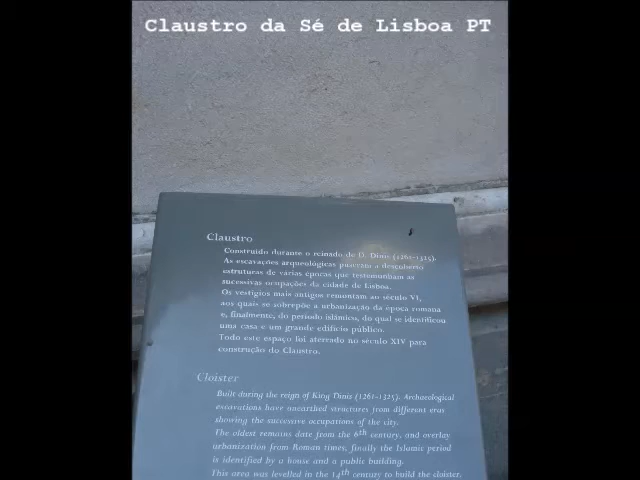 Claustro da Sé de Lisboa PT
Claustro
Construído durante o reinado de D. Dinis (1261-1325).
As escavações arqueológicas puseram a descoberto
estruturas de várias épocas que testemunham as
sucessivas ocupações da cidade de Lisboa.
Os vestígios mais antigos remontam ao século VI,
aos quais se sobrepõe a urbanização da época romana
e, finalmente, do período islâmico, do qual se identificou
uma casa e um grande edifício público.
Todo este espaço foi aterrado no século XIV para
construção do Claustro.
Cloister
Built during the reign of King Dinis (1261-1325). Archaeological
excavations have unearthed structures from different eras
showing the successive occupations of the city.
The oldest remains date from the 6th century, and overlay
urbanization from Roman times; finally the Islamic period
is identified by a house and a public building.
This area was levelled in the 14th century to build the cloister.